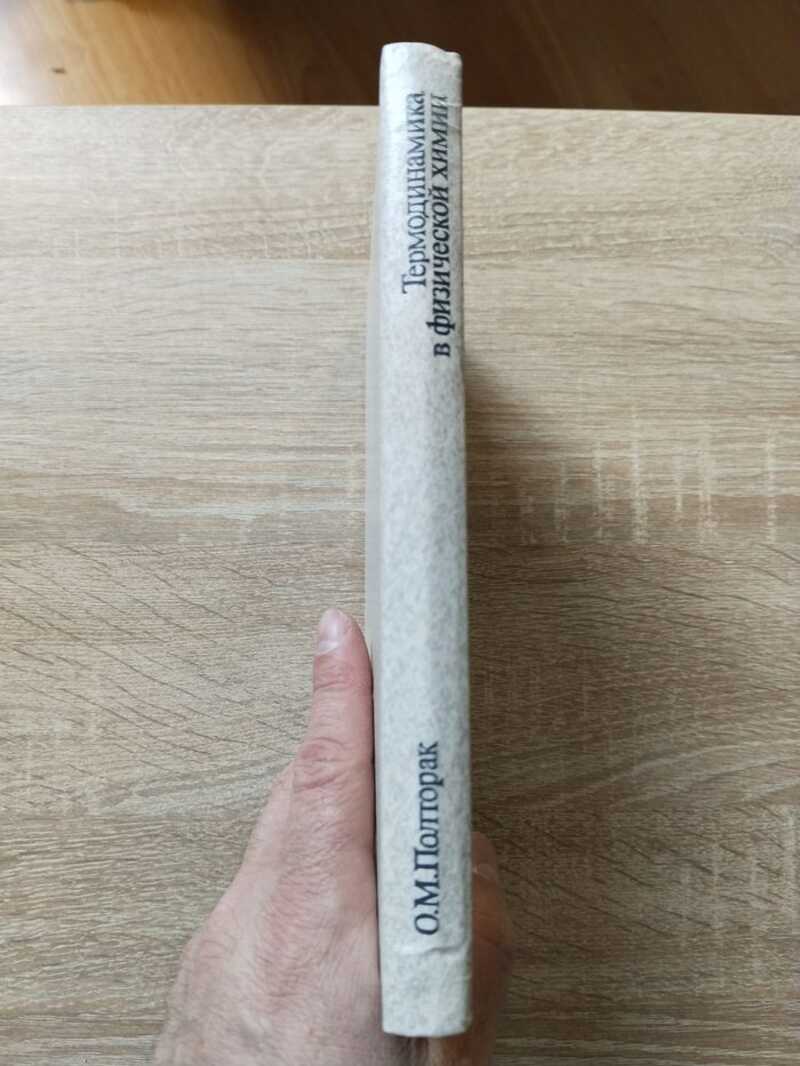 О.М.Полторак
Термодинамика
в физической химии